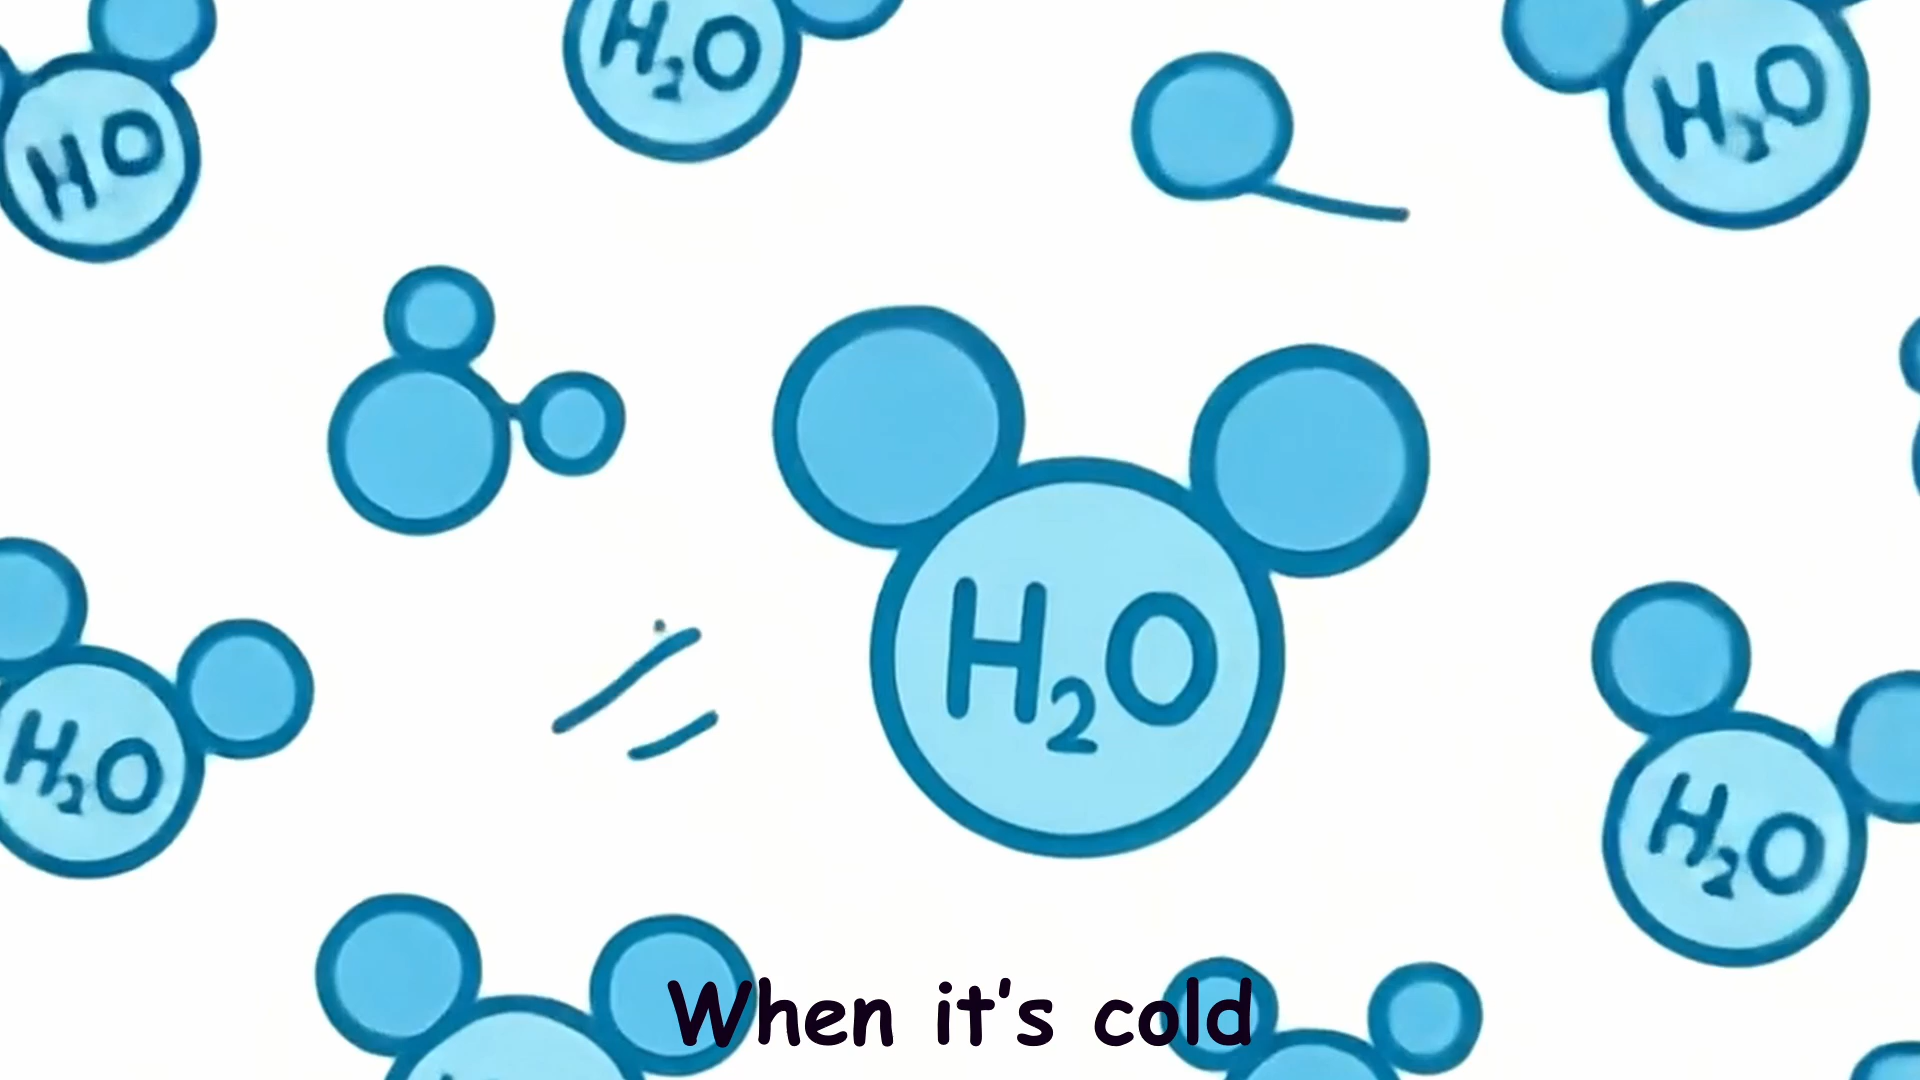 H₂O
H₂O
HO
H₂O
H₂O
H₂O
When it's cold